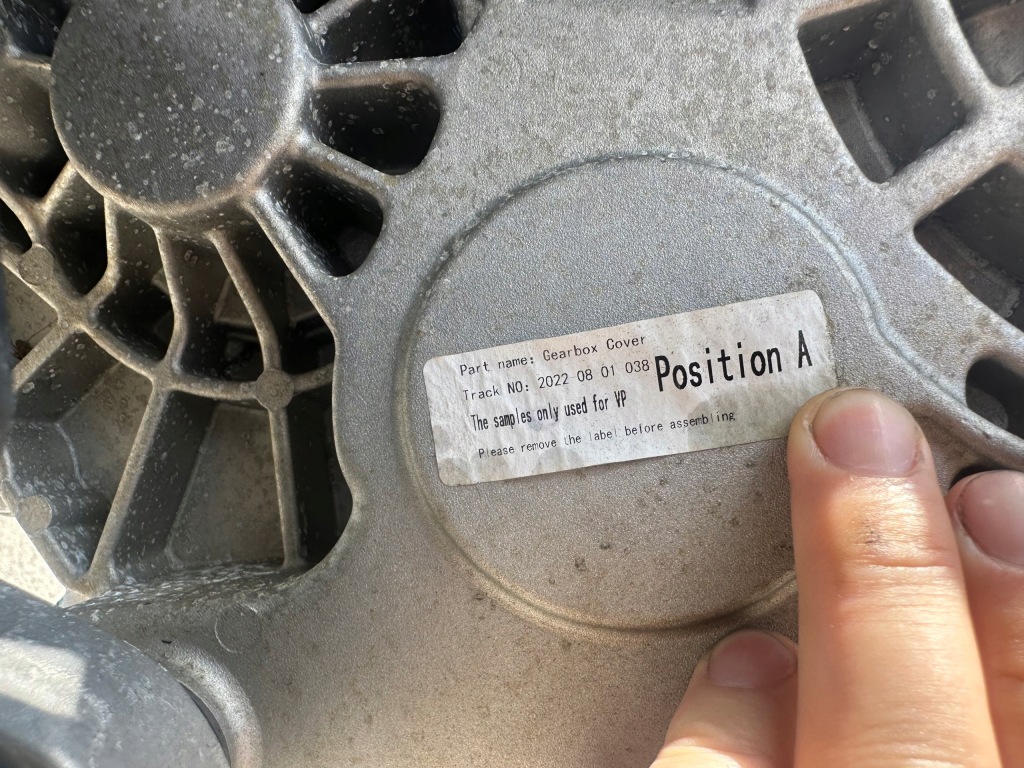 Part name: Gearbox Cover
Track NO: 2022 08 01 038
Position A
The samples only used for VP
Please remove the label before assembling